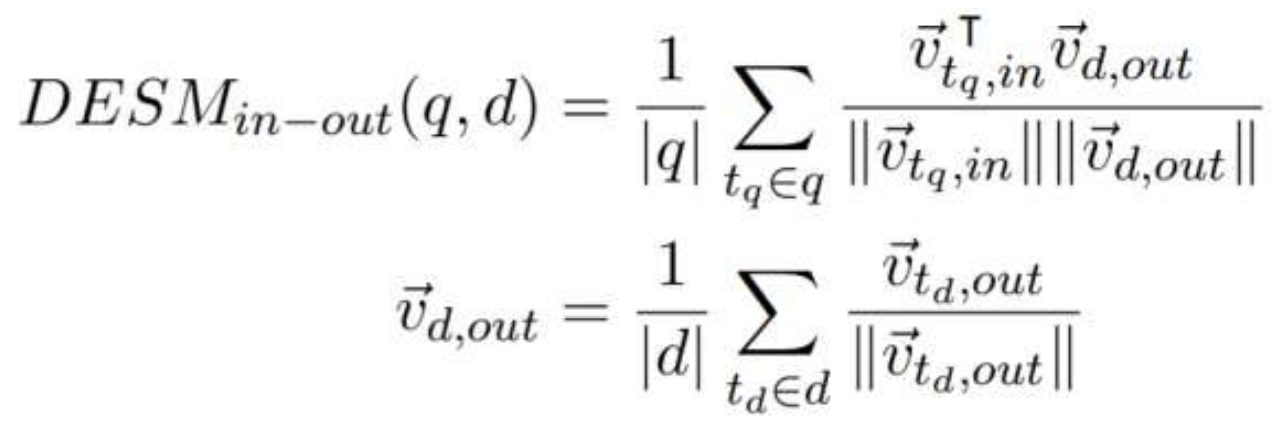 $DESM_{in-out}(q,d) = \frac{1}{|q|} \sum_{t_q \in q} \frac{\vec{v}_{t_q,in}^{\intercal} \vec{v}_{d,out}}{\|\vec{v}_{t_q,in}\| \|\vec{v}_{d,out}\|}$
$\vec{v}_{d,out} = \frac{1}{|d|} \sum_{t_d \in d} \frac{\vec{v}_{t_d,out}}{\|\vec{v}_{t_d,out}\|}$